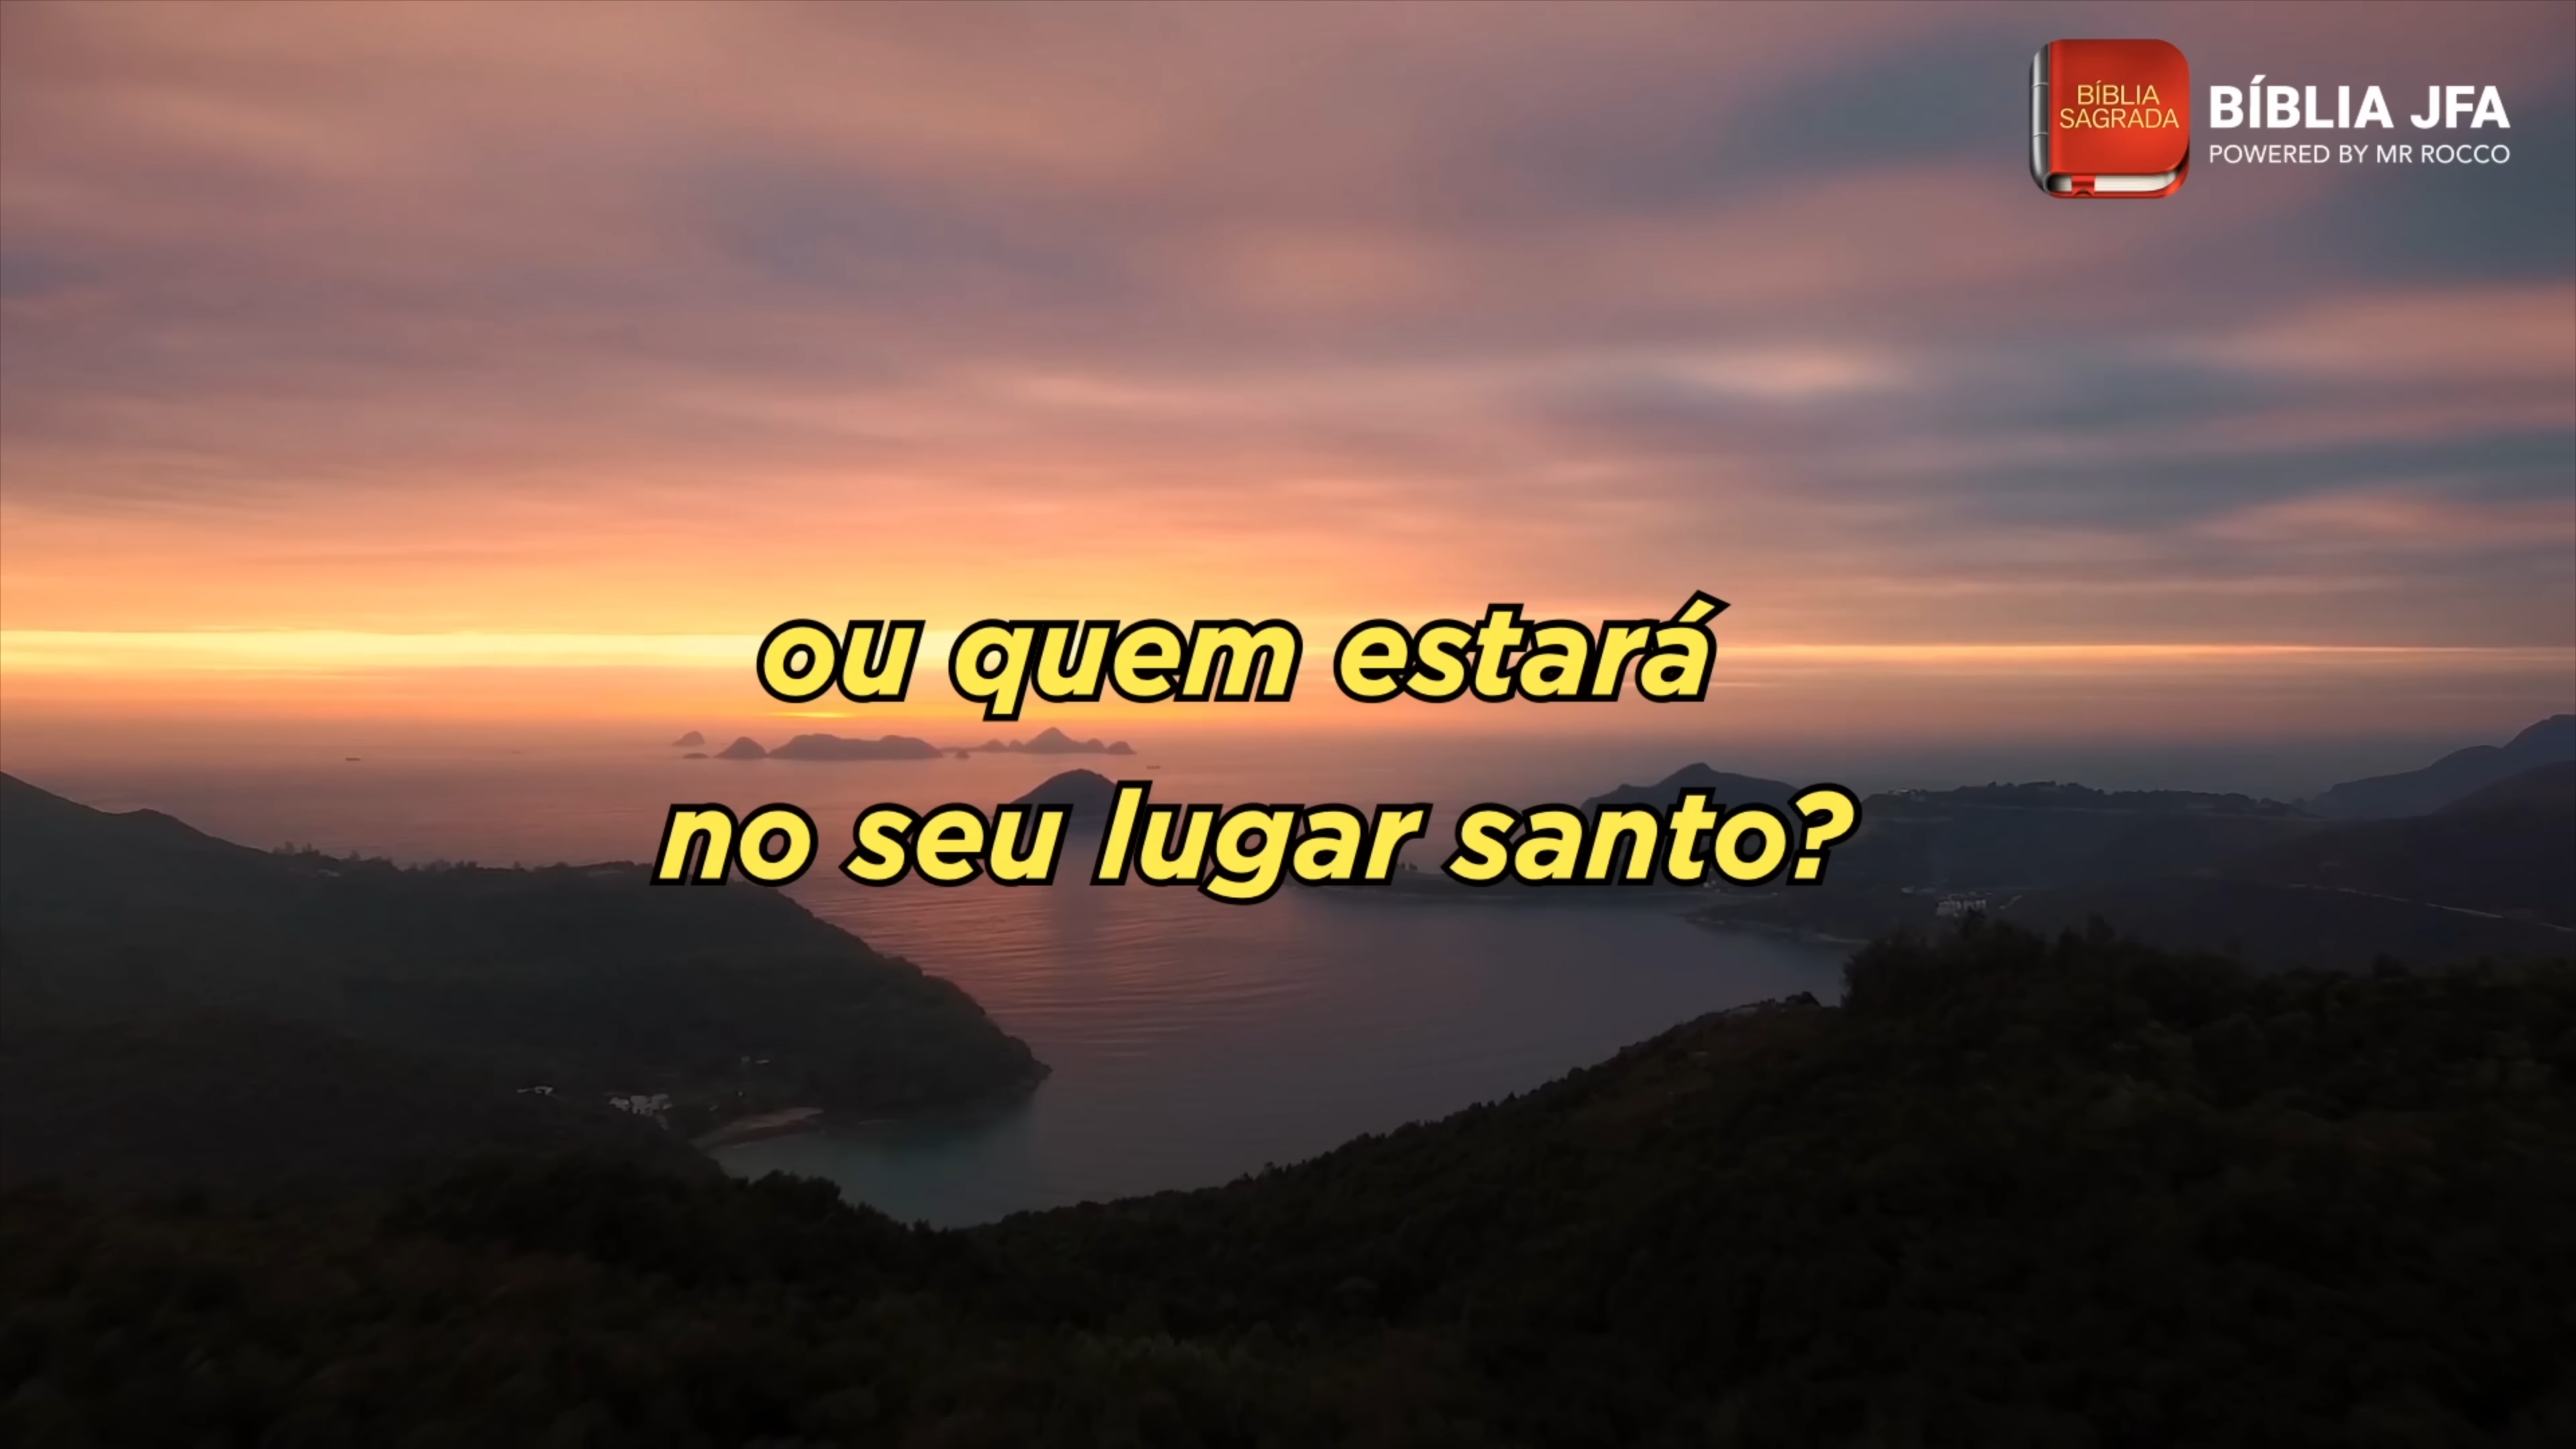 BÍBLIA
SAGRADA
BÍBLIA JFA
POWERED BY MR ROCCO
ou quem estará
no seu lugar santo?